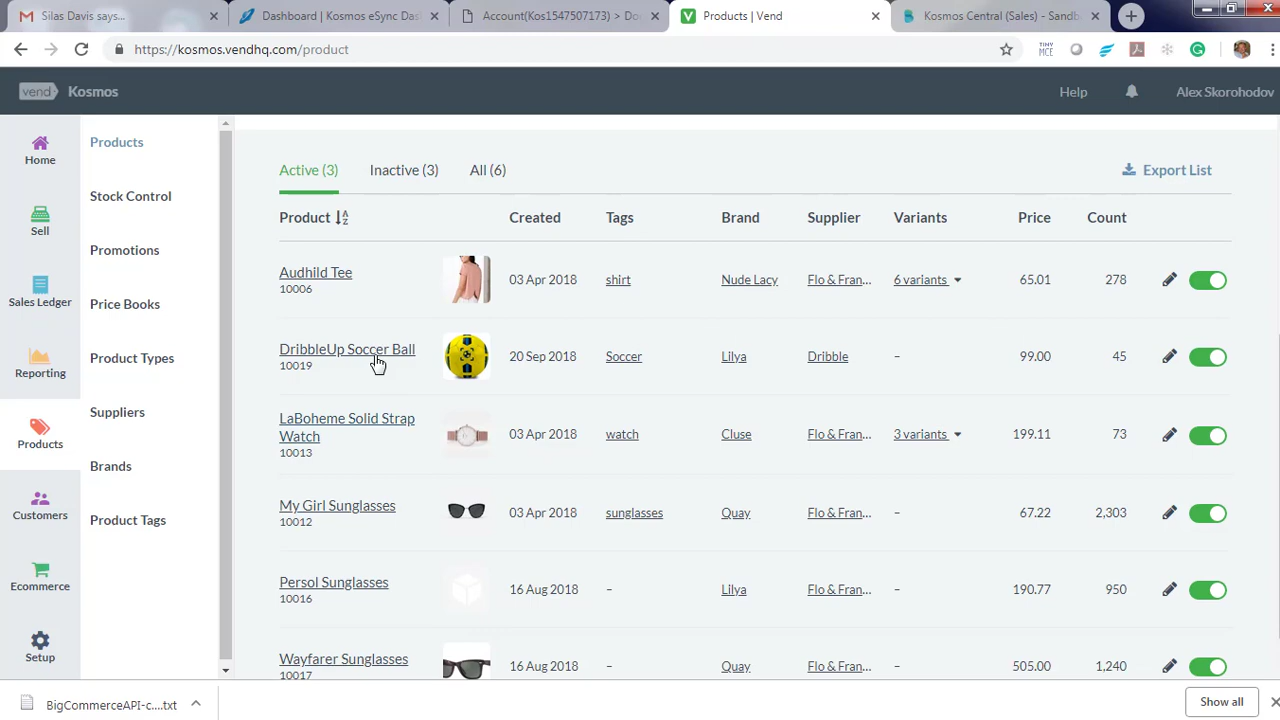 Silas Davis says...
Dashboard | Kosmos eSync Das
Account(Kos1547507173) > Do
Products | Vend
Kosmos Central (Sales) - Sandb
https://kosmos.vendhq.com/product
TINY
MCE
vend Kosmos
Help
Alex Skorohodov
Home
Sell
Sales Ledger
Reporting
Products
Customers
Ecommerce
Setup
Products
Stock Control
Promotions
Price Books
Product Types
Suppliers
Brands
Product Tags
Active (3) Inactive (3) All (6) Export List
Product Created Tags Brand Supplier Variants Price Count
Audhild Tee 03 Apr 2018 shirt Nude Lacy Flo & Fran... 6 variants 65.01 278
10006
DribbleUp Soccer Ball 20 Sep 2018 Soccer Lilya Dribble – 99.00 45
10019
LaBoheme Solid Strap
Watch 03 Apr 2018 watch Cluse Flo & Fran... 3 variants 199.11 73
10013
My Girl Sunglasses 03 Apr 2018 sunglasses Quay Flo & Fran... – 67.22 2,303
10012
Persol Sunglasses 16 Aug 2018 – Lilya Flo & Fran... – 190.77 950
10016
Wayfarer Sunglasses 16 Aug 2018 – Quay Flo & Fran... – 505.00 1,240
10017
BigCommerceAPI-c....txt
Show all